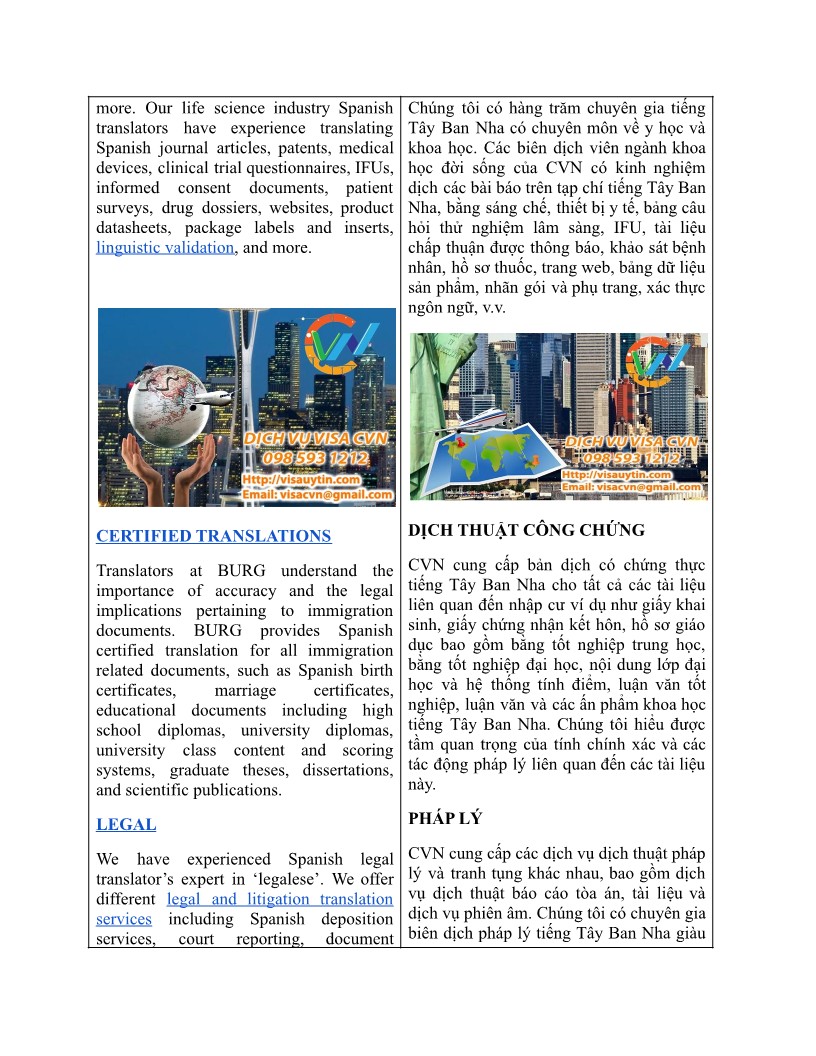 more. Our life science industry Spanish
translators have experience translating
Spanish journal articles, patents, medical
devices, clinical trial questionnaires, IFUs,
informed consent documents, patient
surveys, drug dossiers, websites, product
datasheets, package labels and inserts,
linguistic validation, and more.
CVN
DỊCH VỤ VISA CVN
098 593 1212
Http://visauytin.com
Email: visacvn@gmail.com
CERTIFIED TRANSLATIONS
Translators at BURG understand the
importance of accuracy and the legal
implications pertaining to immigration
documents. BURG provides Spanish
certified translation for all immigration
related documents, such as Spanish birth
certificates, marriage certificates,
educational documents including high
school diplomas, university diplomas,
university class content and scoring
systems, graduate theses, dissertations,
and scientific publications.
LEGAL
We have experienced Spanish legal
translator’s expert in ‘legalese’. We offer
different legal and litigation translation
services including Spanish deposition
services, court reporting, document
Chúng tôi có hàng trăm chuyên gia tiếng
Tây Ban Nha có chuyên môn về y học và
khoa học. Các biên dịch viên ngành khoa
học đời sống của CVN có kinh nghiệm
dịch các bài báo trên tạp chí tiếng Tây Ban
Nha, bằng sáng chế, thiết bị y tế, bảng câu
hỏi thử nghiệm lâm sàng, IFU, tài liệu
chấp thuận được thông báo, khảo sát bệnh
nhân, hồ sơ thuốc, trang web, bảng dữ liệu
sản phẩm, nhãn gói và phụ trang, xác thực
ngôn ngữ, v.v.
CVN
DỊCH VỤ VISA CVN
098 593 1212
Http://visauytin.com
Email: visacvn@gmail.com
DỊCH THUẬT CÔNG CHỨNG
CVN cung cấp bản dịch có chứng thực
tiếng Tây Ban Nha cho tất cả các tài liệu
liên quan đến nhập cư ví dụ như giấy khai
sinh, giấy chứng nhận kết hôn, hồ sơ giáo
dục bao gồm bằng tốt nghiệp trung học,
bằng tốt nghiệp đại học, nội dung lớp đại
học và hệ thống tính điểm, luận văn tốt
nghiệp, luận văn và các ấn phẩm khoa học
tiếng Tây Ban Nha. Chúng tôi hiểu được
tầm quan trọng của tính chính xác và các
tác động pháp lý liên quan đến các tài liệu
này.
PHÁP LÝ
CVN cung cấp các dịch vụ dịch thuật pháp
lý và tranh tụng khác nhau, bao gồm dịch
vụ dịch thuật báo cáo tòa án, tài liệu và
dịch vụ phiên âm. Chúng tôi có chuyên gia
biên dịch pháp lý tiếng Tây Ban Nha giàu